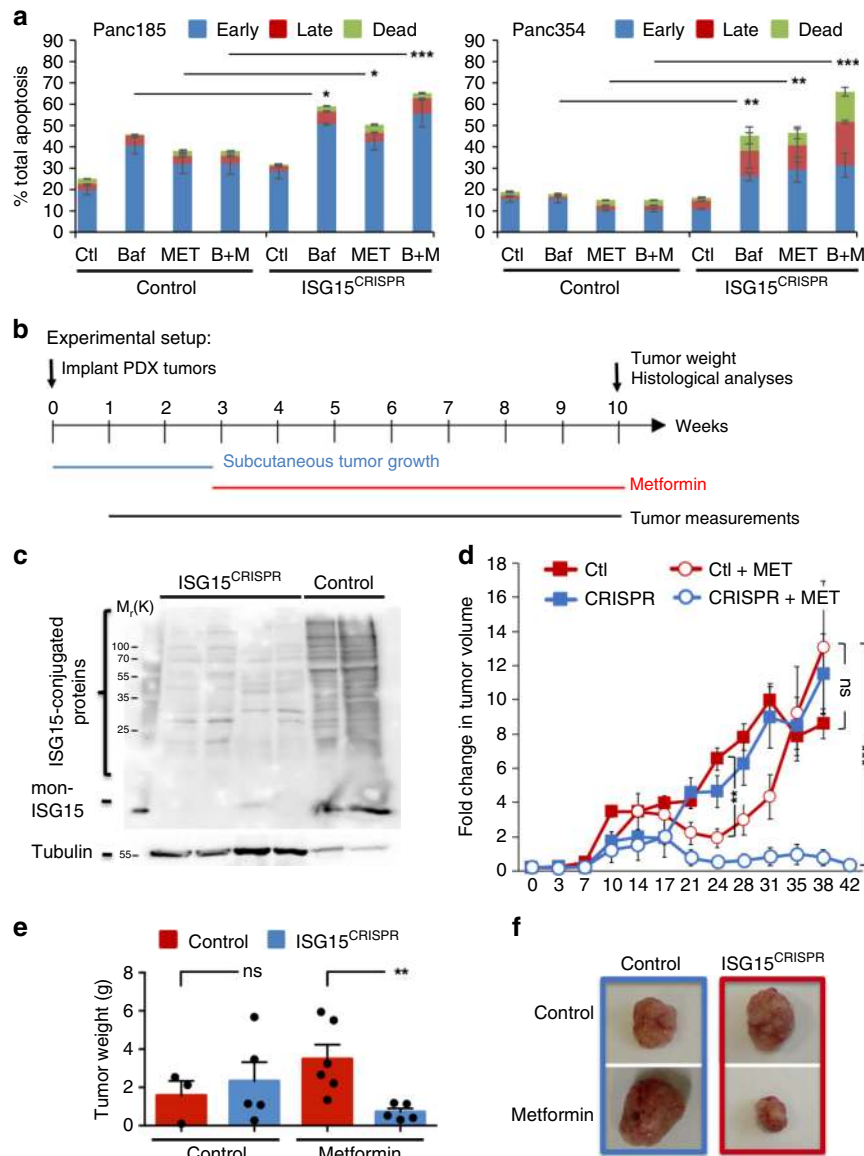 a
Panc185 Early Late Dead
% total apoptosis
90
80
70
60
50
40
30
20
10
0
***
*
*
Ctl Baf MET B+M Ctl Baf MET B+M
Control ISG15CRISPR
Panc354 Early Late Dead
90
80
70
60
50
40
30
20
10
0
***
**
**
Ctl Baf MET B+M Ctl Baf MET B+M
Control ISG15CRISPR
b
Experimental setup:
Implant PDX tumors
Tumor weight
Histological analyses
0 1 2 3 4 5 6 7 8 9 10
Weeks
Subcutaneous tumor growth
Metformin
Tumor measurements
c
ISG15CRISPR Control
Mr(K)
100
70
55
35
25
ISG15-conjugated
proteins
mon-
ISG15
Tubulin
55
d
Ctl Ctl + MET
CRISPR CRISPR + MET
Fold change in tumor volume
18
16
14
12
10
8
6
4
2
0
**
ns
***
0 3 7 10 14 17 21 24 28 31 35 38 42
e
Control ISG15CRISPR
Tumor weight (g)
8
6
4
2
0
ns
**
Control Metformin
f
Control ISG15CRISPR
Control
Metformin